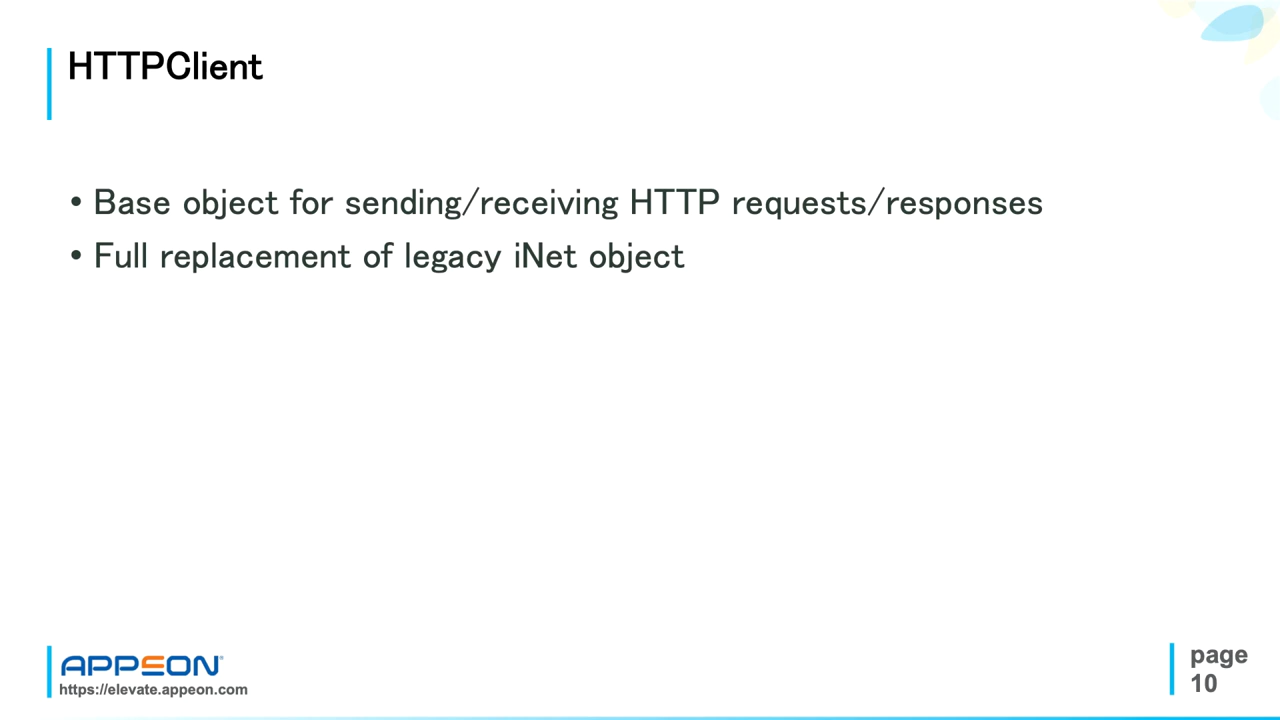 HTTPClient
• Base object for sending/receiving HTTP requests/responses
• Full replacement of legacy iNet object
APPEON®
https://elevate.appeon.com
page
10